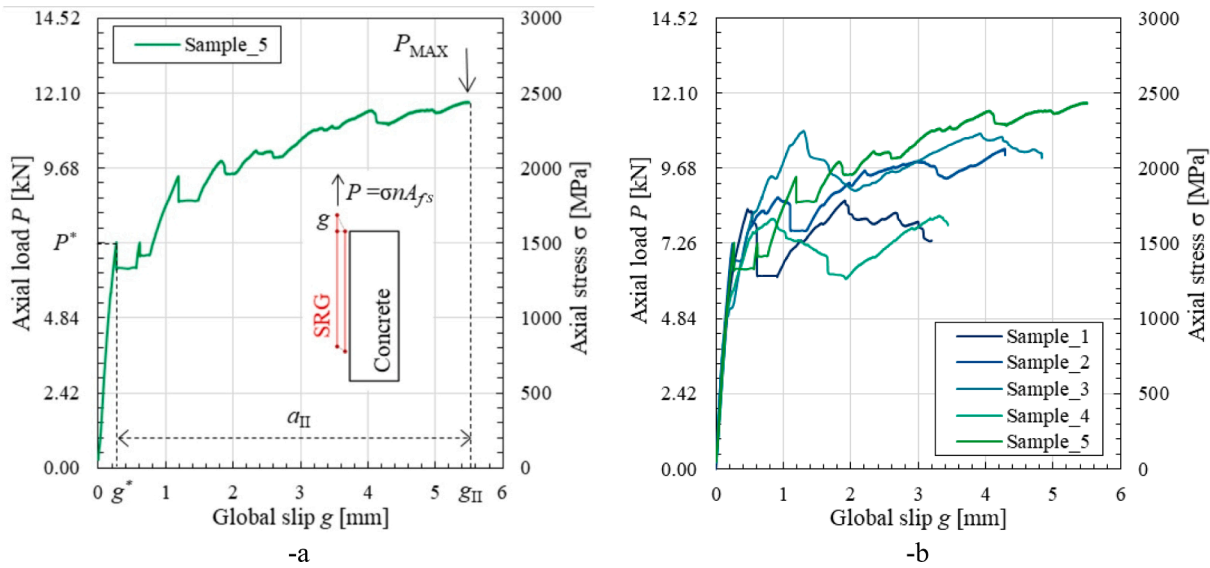 14.52
12.10
9.68
7.26
P*
4.84
2.42
0.00
Axial load P [kN]
3000
2500
2000
1500
1000
500
0
Axial stress σ [MPa]
Sample_5
P_MAX
P =σnA_fs
g
SRG
Concrete
a_II
0 g* 1 2 3 4 5 g_II 6
Global slip g [mm]
-a
14.52
12.10
9.68
7.26
4.84
2.42
0.00
Axial load P [kN]
3000
2500
2000
1500
1000
500
0
Axial stress σ [MPa]
Sample_1
Sample_2
Sample_3
Sample_4
Sample_5
0 1 2 3 4 5 6
Global slip g [mm]
-b